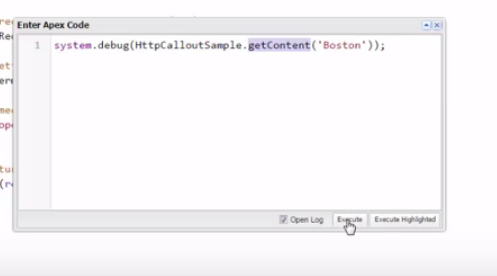 Enter Apex Code
1 system.debug(HttpCalloutSample.getContent('Boston'));
Open Log Execute Execute Highlighted